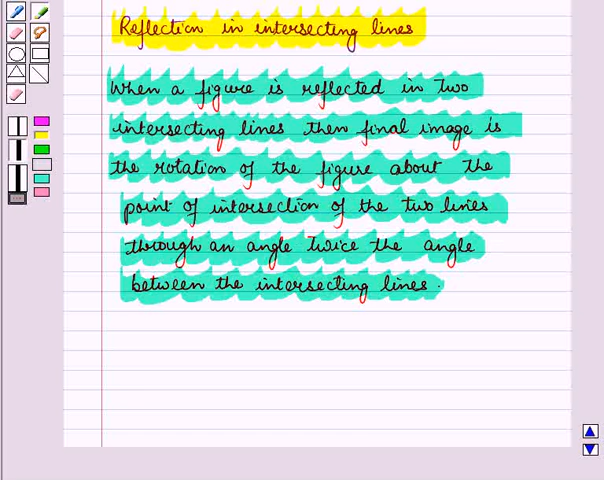 Reflection in intersecting lines
When a figure is reflected in two
intersecting lines then final image is
the rotation of the figure about the
point of intersection of the two lines
through an angle twice the angle
between the intersecting lines.